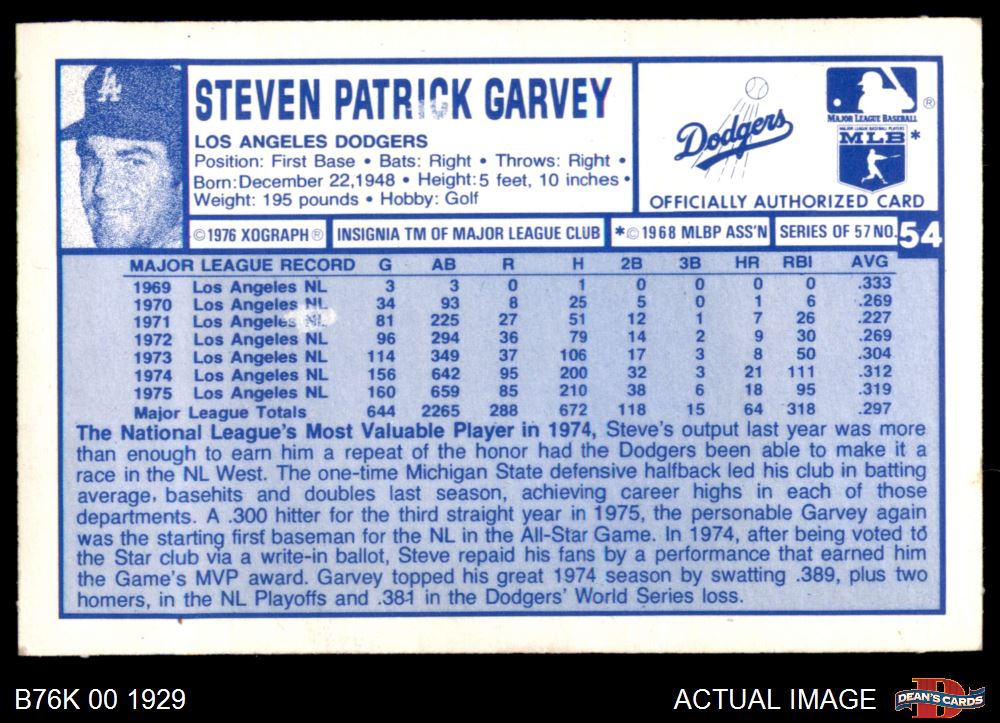 LA
STEVEN PATRICK GARVEY
LOS ANGELES DODGERS
Position: First Base • Bats: Right • Throws: Right •
Born:December 22,1948 • Height:5 feet, 10 inches •
Weight: 195 pounds • Hobby: Golf
Dodgers
®
MAJOR LEAGUE BASEBALL
MAJOR LEAGUE BASEBALL PLAYERS
MLB *
OFFICIALLY AUTHORIZED CARD
©1976 XOGRAPH® INSIGNIA TM OF MAJOR LEAGUE CLUB *©1968 MLBP ASS'N SERIES OF 57 NO. 54
MAJOR LEAGUE RECORD G AB R H 2B 3B HR RBI AVG
1969 Los Angeles NL 3 3 0 1 0 0 0 0 .333
1970 Los Angeles NL 34 93 8 25 5 0 1 6 .269
1971 Los Angeles NL 81 225 27 51 12 1 7 26 .227
1972 Los Angeles NL 96 294 36 79 14 2 9 30 .269
1973 Los Angeles NL 114 349 37 106 17 3 8 50 .304
1974 Los Angeles NL 156 642 95 200 32 3 21 111 .312
1975 Los Angeles NL 160 659 85 210 38 6 18 95 .319
Major League Totals 644 2265 288 672 118 15 64 318 .297
The National League's Most Valuable Player in 1974, Steve's output last year was more
than enough to earn him a repeat of the honor had the Dodgers been able to make it a
race in the NL West. The one-time Michigan State defensive halfback led his club in batting
average, basehits and doubles last season, achieving career highs in each of those
departments. A .300 hitter for the third straight year in 1975, the personable Garvey again
was the starting first baseman for the NL in the All-Star Game. In 1974, after being voted to
the Star club via a write-in ballot, Steve repaid his fans by a performance that earned him
the Game's MVP award. Garvey topped his great 1974 season by swatting .389, plus two
homers, in the NL Playoffs and .381 in the Dodgers' World Series loss.
B76K 00 1929
ACTUAL IMAGE
DEAN'S CARDS